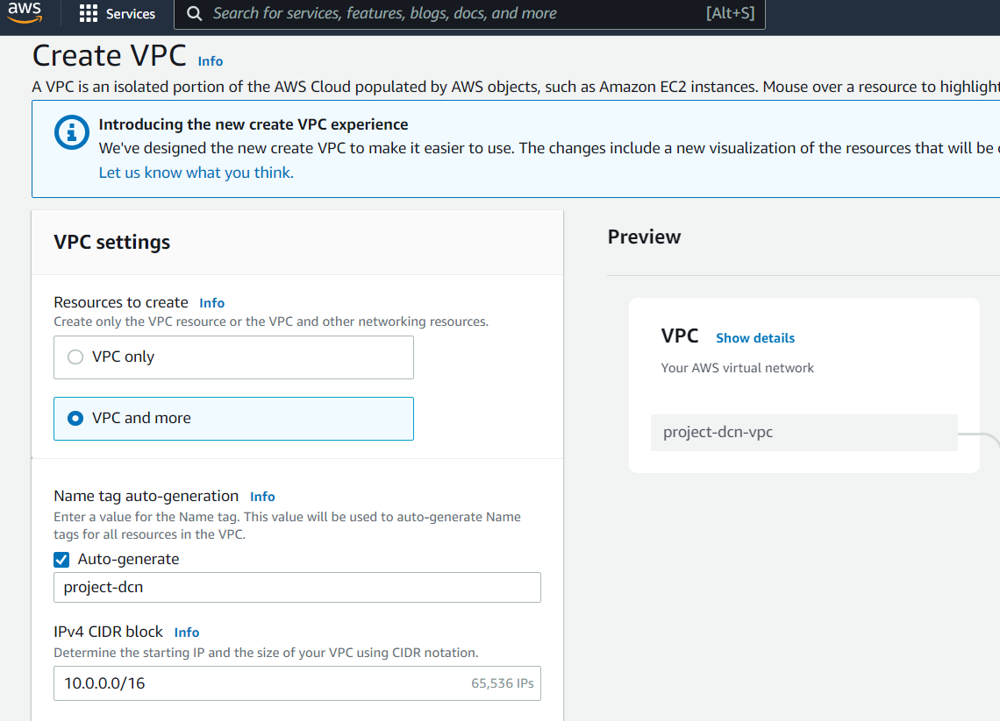 aws
Services
Search for services, features, blogs, docs, and more
[Alt+S]
Create VPC Info
A VPC is an isolated portion of the AWS Cloud populated by AWS objects, such as Amazon EC2 instances. Mouse over a resource to highlight
Introducing the new create VPC experience
We've designed the new create VPC to make it easier to use. The changes include a new visualization of the resources that will be
Let us know what you think.
VPC settings
Resources to create Info
Create only the VPC resource or the VPC and other networking resources.
VPC only
VPC and more
Name tag auto-generation Info
Enter a value for the Name tag. This value will be used to auto-generate Name
tags for all resources in the VPC.
Auto-generate
project-dcn
IPv4 CIDR block Info
Determine the starting IP and the size of your VPC using CIDR notation.
10.0.0.0/16 65,536 IPs
Preview
VPC Show details
Your AWS virtual network
project-dcn-vpc